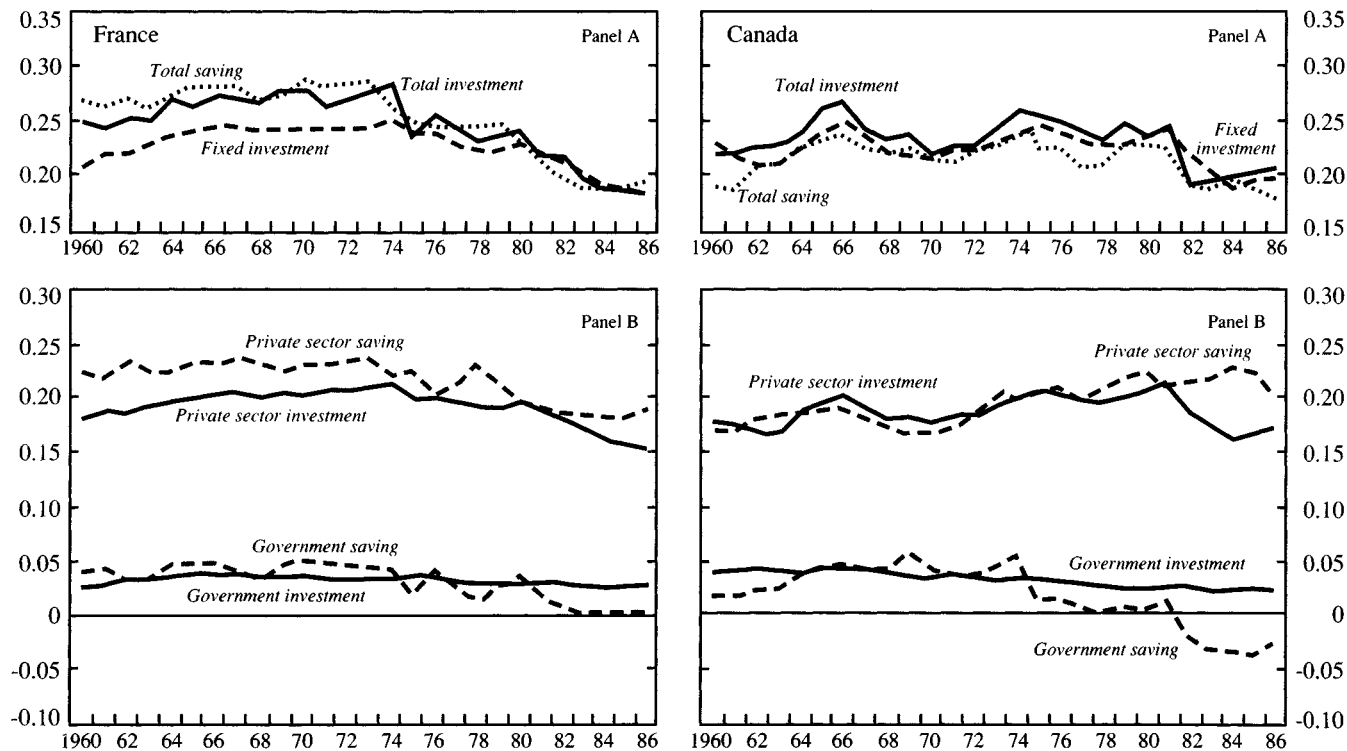 France
Panel A
0.35
0.30
0.25
0.20
0.15
Total saving
Total investment
Fixed investment
1960 62 64 66 68 70 72 74 76 78 80 82 84 86
Canada
Panel A
Total investment
Fixed
investment
Total saving
0.35
0.30
0.25
0.20
0.15
1960 62 64 66 68 70 72 74 76 78 80 82 84 86
0.30
0.25
0.20
0.15
0.10
0.05
0
-0.05
-0.10
Panel B
Private sector saving
Private sector investment
Government saving
Government investment
1960 62 64 66 68 70 72 74 76 78 80 82 84 86
Panel B
Private sector saving
Private sector investment
Government investment
Government saving
0.30
0.25
0.20
0.15
0.10
0.05
0
-0.05
-0.10
1960 62 64 66 68 70 72 74 76 78 80 82 84 86